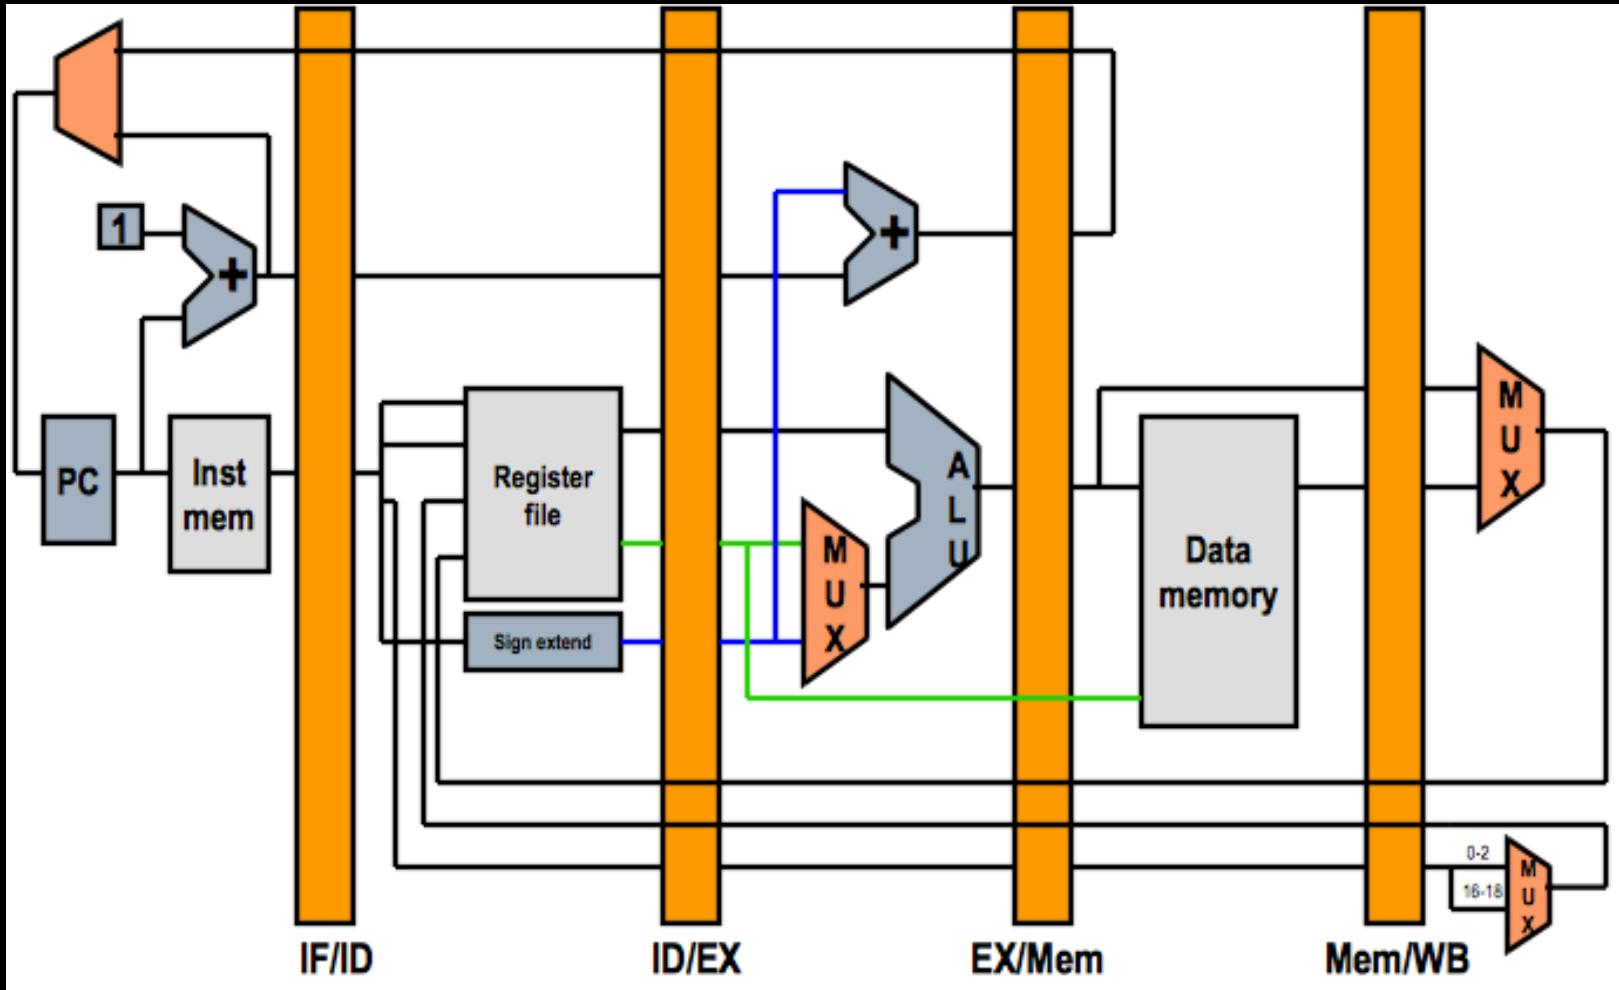 1
+
+
PC
Inst
mem
Register
file
Sign extend
M
U
X
A
L
U
Data
memory
M
U
X
0-2
16-18
M
U
X
IF/ID
ID/EX
EX/Mem
Mem/WB